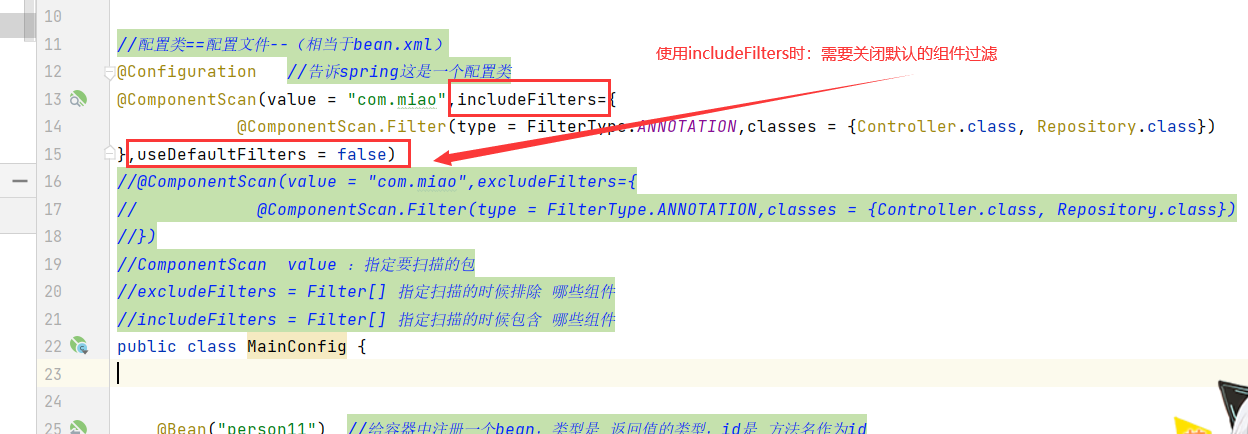 10
11 //配置类==配置文件--（相当于bean.xml）
使用includeFilters时：需要关闭默认的组件过滤
12 @Configuration //告诉spring这是一个配置类
13 @ComponentScan(value = "com.miao",includeFilters={
14 @ComponentScan.Filter(type = FilterType.ANNOTATION,classes = {Controller.class, Repository.class})
15 },useDefaultFilters = false)
16 //@ComponentScan(value = "com.miao",excludeFilters={
17 // @ComponentScan.Filter(type = FilterType.ANNOTATION,classes = {Controller.class, Repository.class})
18 //})
19 //ComponentScan value ：指定要扫描的包
20 //excludeFilters = Filter[] 指定扫描的时候排除 哪些组件
21 //includeFilters = Filter[] 指定扫描的时候包含 哪些组件
22 public class MainConfig {
23
24
25 @Bean("person11") //给容器中注册一个bean，类型是 返回值的类型，id是 方法名作为id